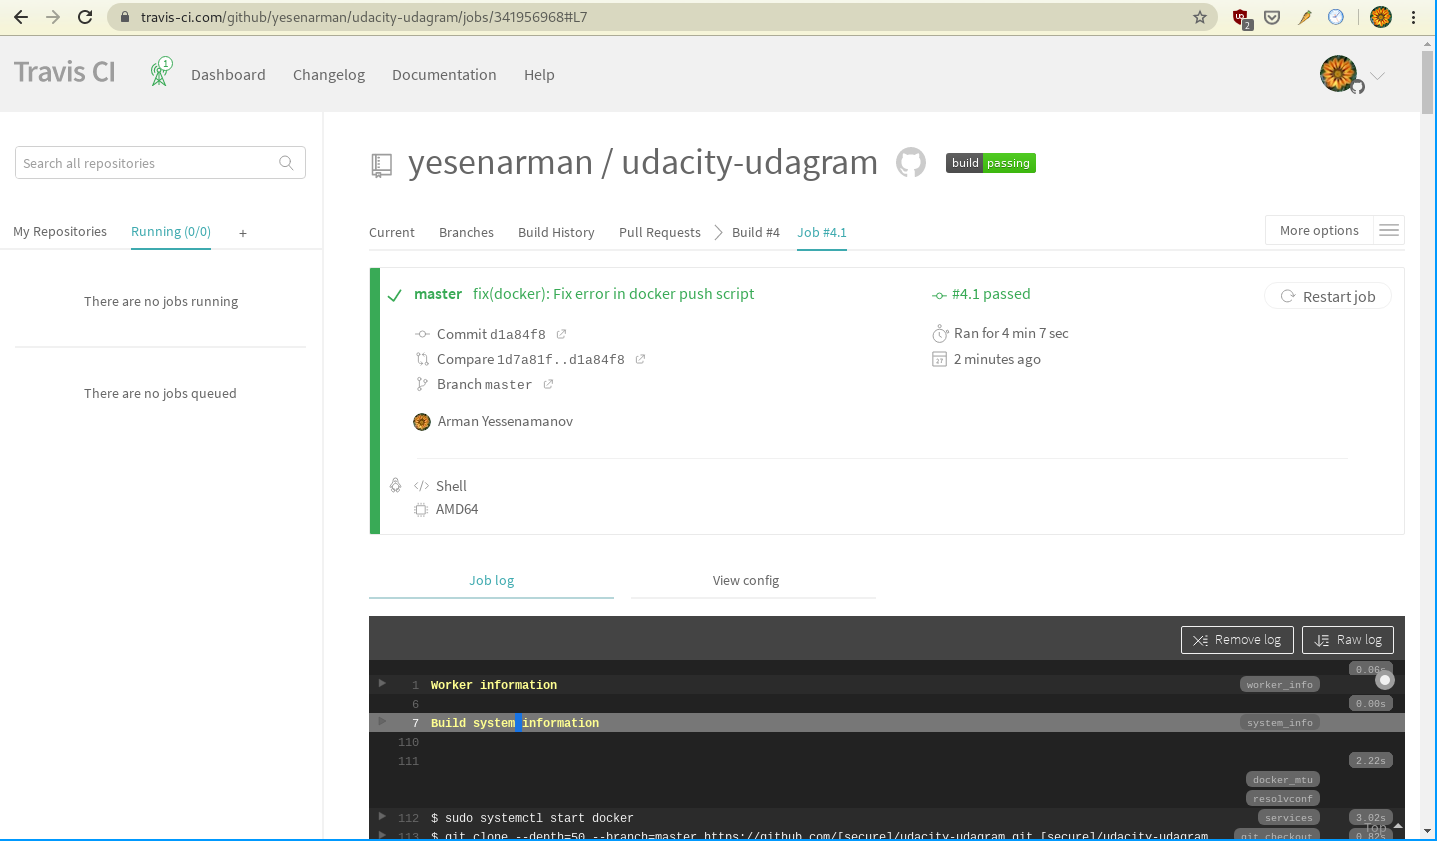 travis-ci.com/github/yesenarman/udacity-udagram/jobs/341956968#L7
2
Travis CI
1
Dashboard
Changelog
Documentation
Help
Search all repositories
My Repositories
Running (0/0)
+
There are no jobs running
There are no jobs queued
yesenarman / udacity-udagram
build passing
Current
Branches
Build History
Pull Requests
Build #4
Job #4.1
More options
master fix(docker): Fix error in docker push script
#4.1 passed
Restart job
Commit d1a84f8
Ran for 4 min 7 sec
Compare 1d7a81f..d1a84f8
27
2 minutes ago
Branch master
Arman Yessenamanov
Shell
AMD64
Job log
View config
Remove log
Raw log
0.06s
1 Worker information worker_info
6 0.00s
7 Build system information system_info
110
111 2.22s
docker_mtu
resolvconf
112 $ sudo systemctl start docker services 3.02s
113 $ git clone --depth=50 --branch=master https://github.com/[secure]/udacity-udagram.git [secure]/udacity-udagram git.checkout 0.82s
Top